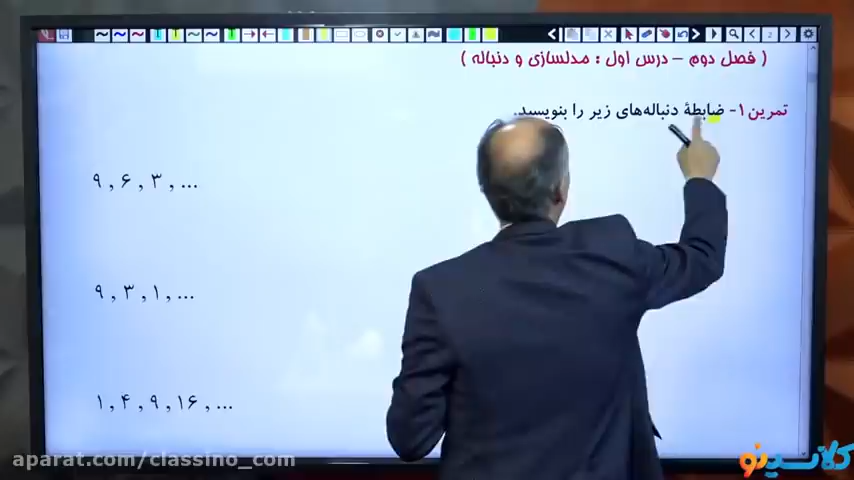 ( فصل دوم – درس اول : مدلسازی و دنباله )
تمرین ۱- ضابطهٔ دنباله‌های زیر را بنویسید.
۹ , ۶ , ۳ , ...
۹ , ۳ , ۱ , ...
۱ , ۴ , ۹ , ۱۶ , ...
aparat.com/classino_com
کلاسینو